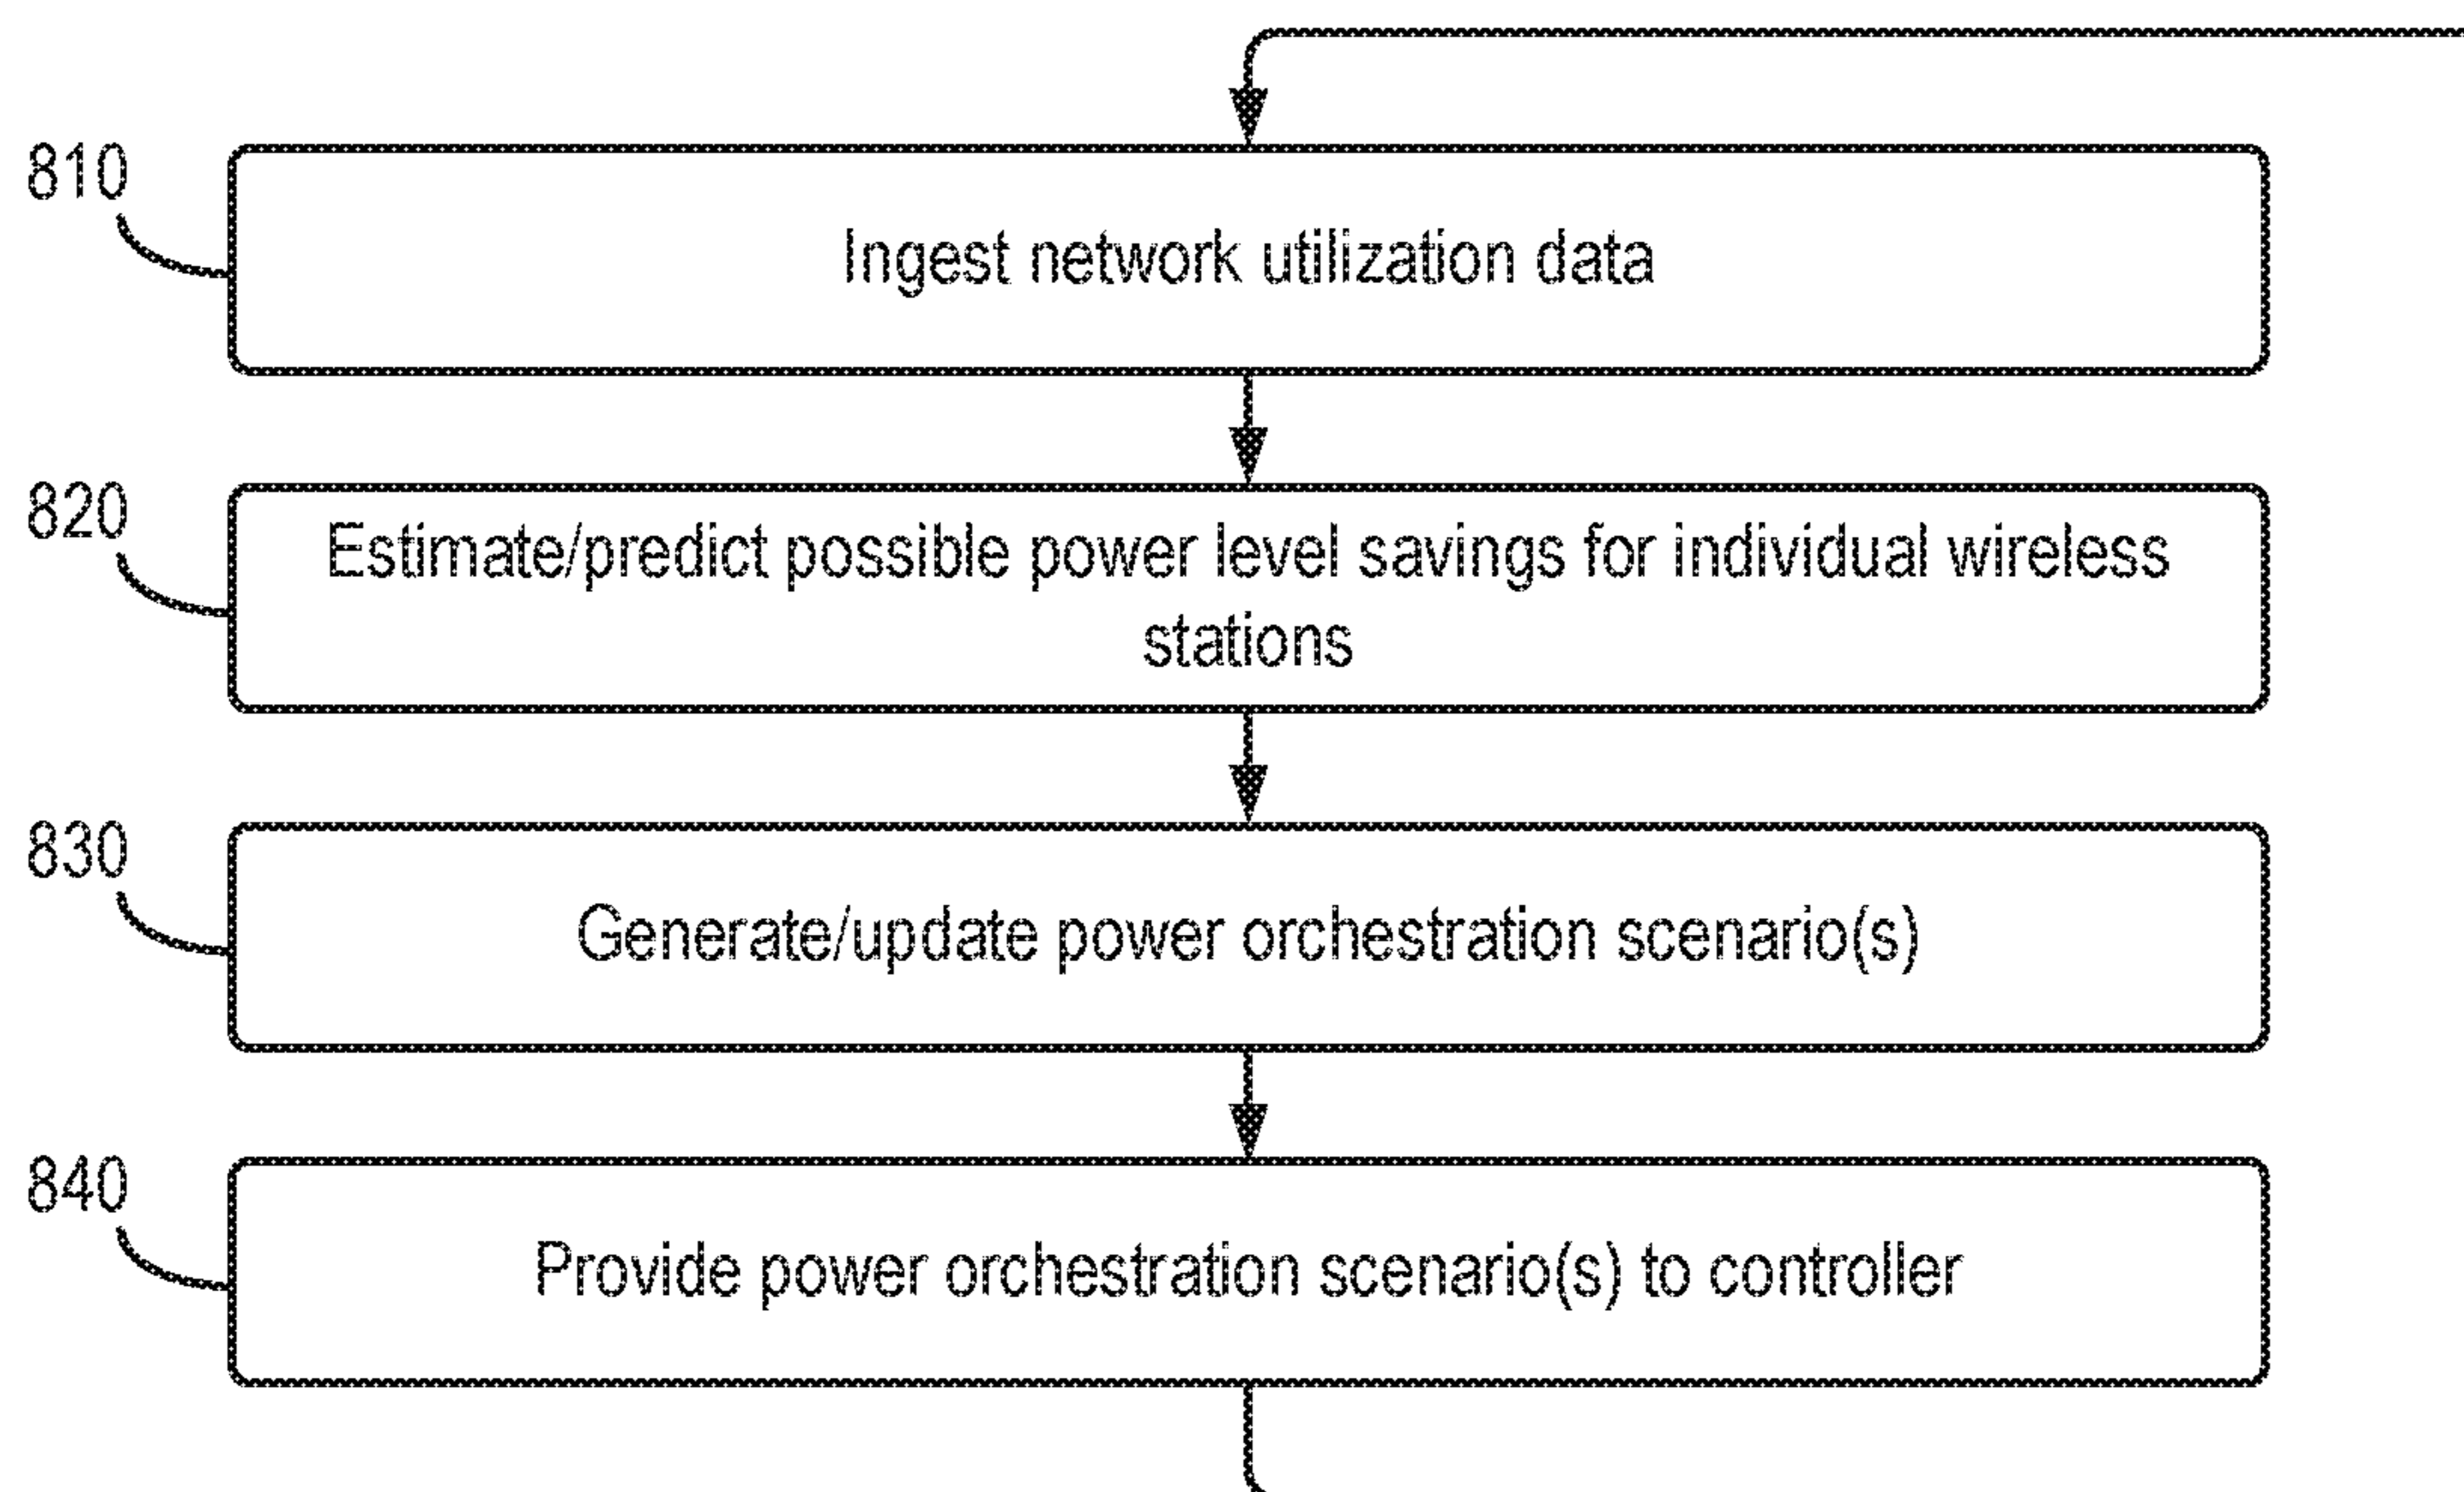 810
Ingest network utilization data
820
Estimate/predict possible power level savings for individual wireless
stations
830
Generate/update power orchestration scenario(s)
840
Provide power orchestration scenario(s) to controller